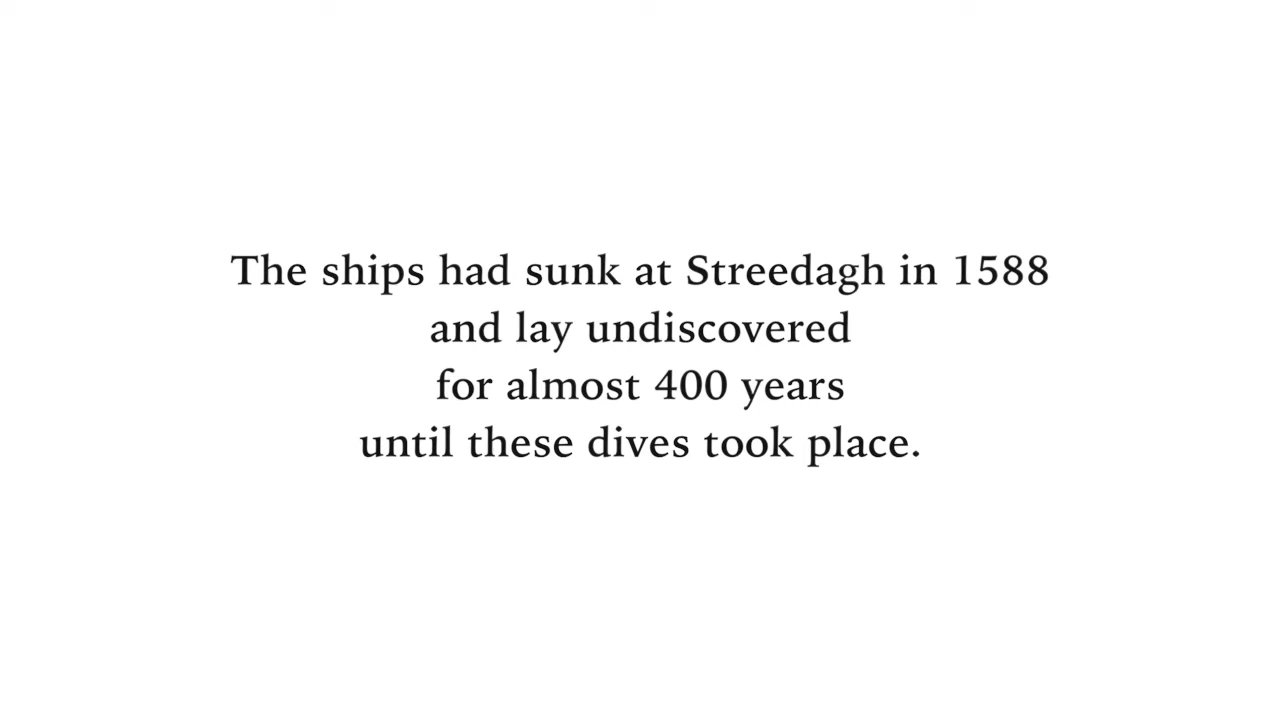 The ships had sunk at Streedagh in 1588
and lay undiscovered
for almost 400 years
until these dives took place.